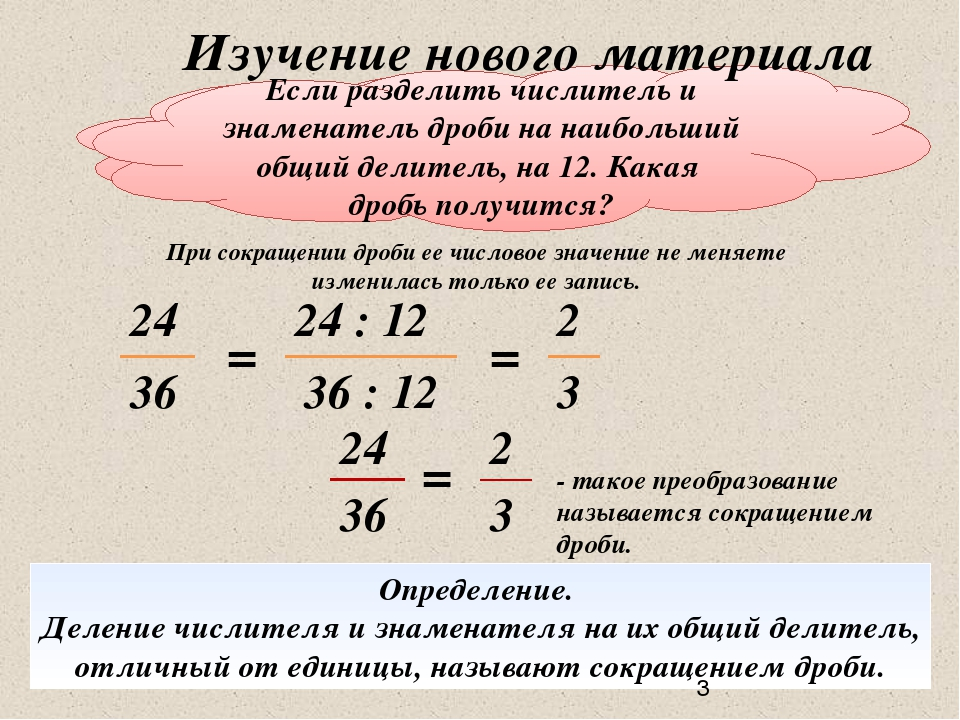 Изучение нового материала
Если разделить числитель и
знаменатель дроби на наибольший
общий делитель, на 12. Какая
дробь получится?
При сокращении дроби ее числовое значение не меняете
изменилась только ее запись.
24 24 : 12 2
= =
36 36 : 12 3
24 2
=
36 3
- такое преобразование
называется сокращением
дроби.
Определение.
Деление числителя и знаменателя на их общий делитель,
отличный от единицы, называют сокращением дроби.
3